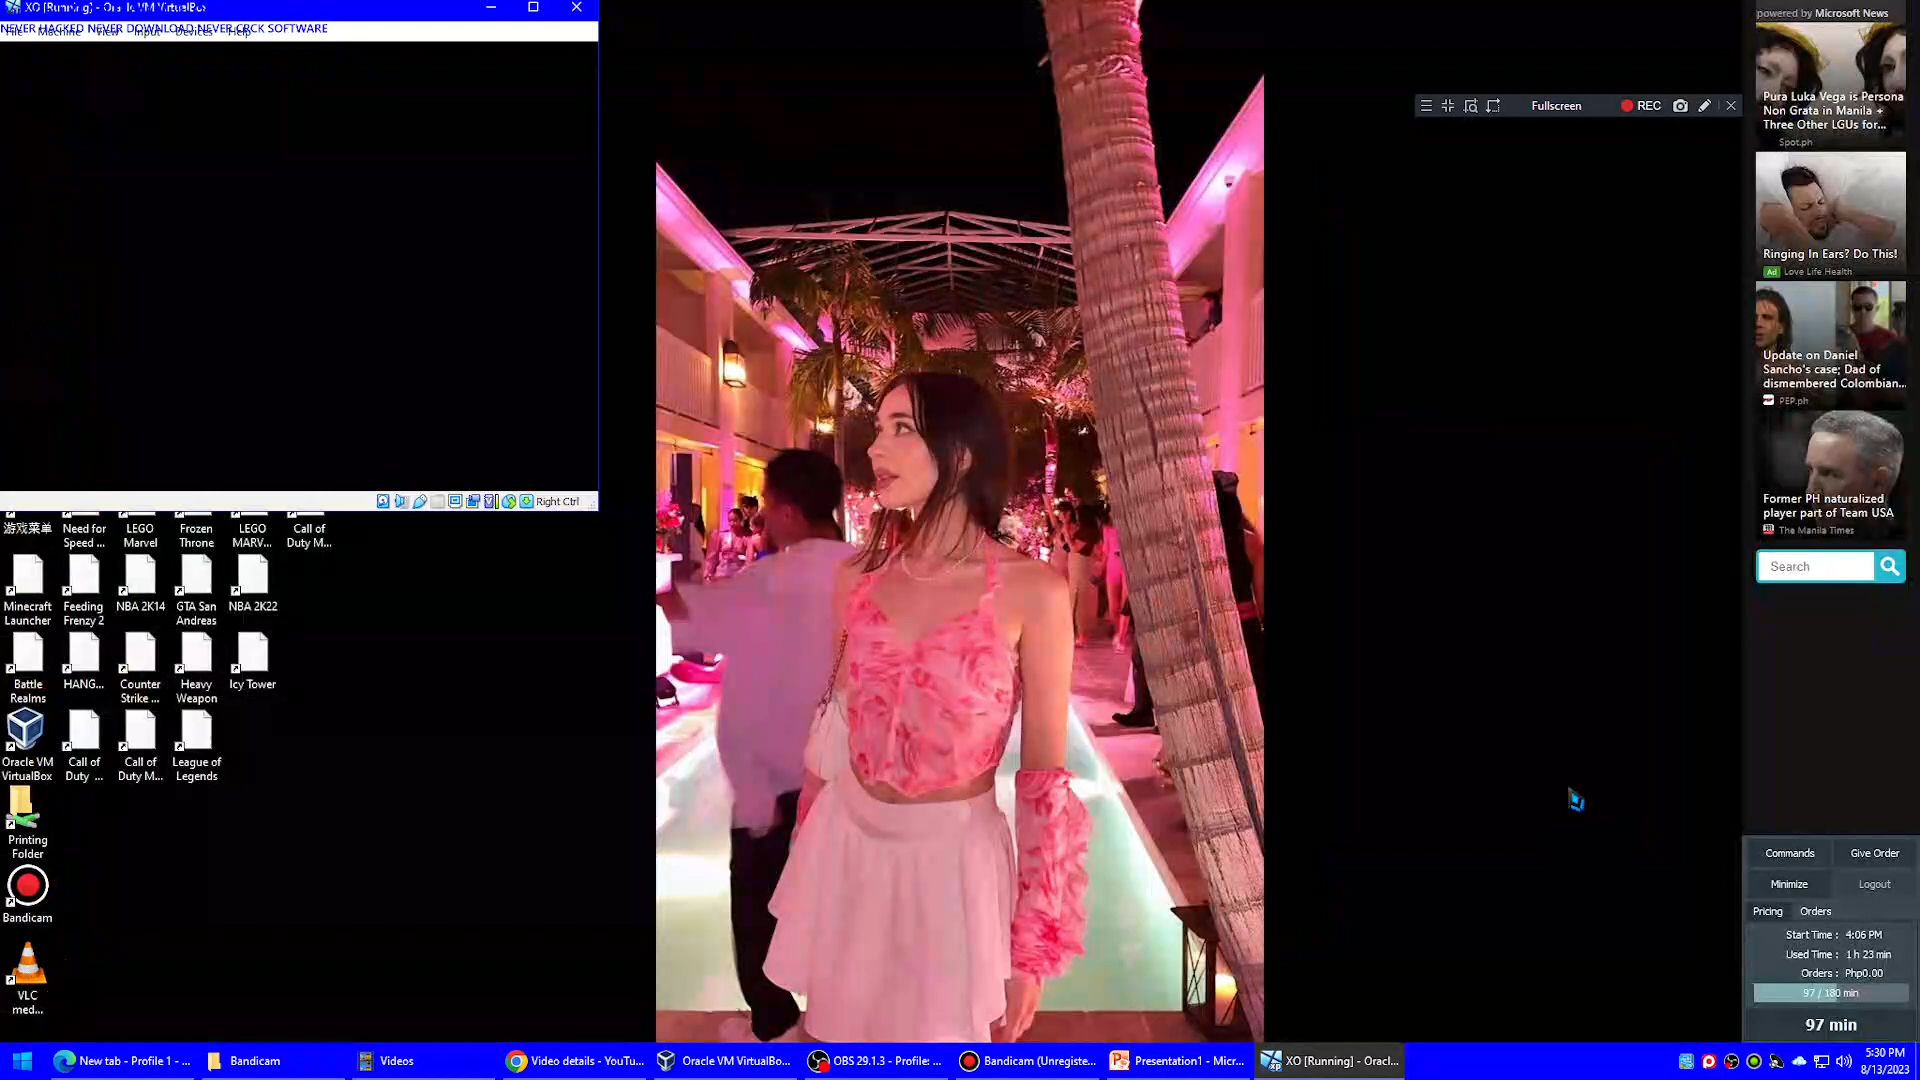 XO [Running] - Oracle VM VirtualBox
NEVER HACKED NEVER DOWNLOAD NEVER CRCK SOFTWARE
File Machine View Input Devices Help
Right Ctrl
游戏菜单
Need for Speed ...
LEGO Marvel
Frozen Throne
LEGO MARV...
Call of Duty M...
Minecraft Launcher
Feeding Frenzy 2
NBA 2K14
GTA San Andreas
NBA 2K22
Battle Realms
HANG...
Counter Strike ...
Heavy Weapon
Icy Tower
Oracle VM VirtualBox
Call of Duty ...
Call of Duty M...
League of Legends
Printing Folder
Bandicam
VLC med...
Fullscreen
REC
powered by Microsoft News
Pura Luka Vega is Persona
Non Grata in Manila +
Three Other LGUs for...
Spot.ph
Ringing In Ears? Do This!
Ad Love Life Health
Update on Daniel
Sancho's case; Dad of
dismembered Colombian...
PEP.ph
Former PH naturalized
player part of Team USA
The Manila Times
Search
Commands Give Order
Minimize Logout
Pricing Orders
Start Time : 4:06 PM
Used Time : 1 h 23 min
Orders : Php0.00
97 / 180 min
97 min
New tab - Profile 1 - ...
Bandicam
Videos
Video details - YouTu...
Oracle VM VirtualBo...
OBS 29.1.3 - Profile: ...
Bandicam (Unregiste...
Presentation1 - Micr...
XO [Running] - Oracl...
5:30 PM
8/13/2023